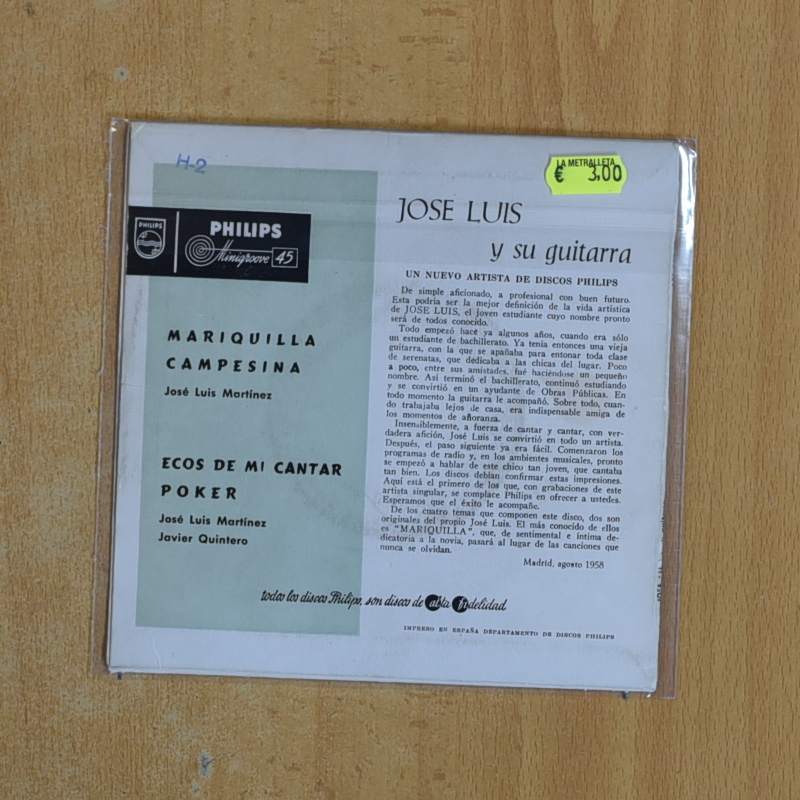 H-2
LA METRALLETA
€ 3,00
PHILIPS
PHILIPS
Minigroove 45
MARIQUILLA
CAMPESINA
José Luis Martínez
ECOS DE MI CANTAR
POKER
José Luis Martínez
Javier Quintero
JOSE LUIS
y su guitarra
UN NUEVO ARTISTA DE DISCOS PHILIPS
De simple aficionado, a profesional con buen futuro.
Esta podría ser la mejor definición de la vida artística
de JOSE LUIS, el joven estudiante cuyo nombre pronto
será de todos conocido.
Todo empezó hace ya algunos años, cuando era sólo
un estudiante de bachillerato. Ya tenía entonces una vieja
guitarra, con la que se apañaba para entonar toda clase
de serenatas, que dedicaba a las chicas del lugar. Poco
a poco, entre sus amistades, fué haciéndose un pequeño
nombre. Así terminó el bachillerato, continuó estudiando
y se convirtió en un ayudante de Obras Públicas. En
todo momento la guitarra le acompañó. Sobre todo, cuan-
do trabajaba lejos de casa, era indispensable amiga de
los momentos de añoranza.
Insensiblemente, a fuerza de cantar y cantar, con ver-
dadera afición, José Luis se convirtió en todo un artista.
Después, el paso siguiente ya era fácil. Comenzaron los
programas de radio y, en los ambientes musicales, pronto
se empezó a hablar de este chico tan joven, que cantaba
tan bien. Los discos debían confirmar estas impresiones.
Aquí está el primero de los que, con grabaciones de este
artista singular, se complace Philips en ofrecer a ustedes.
Esperamos que el éxito le acompañe.
De los cuatro temas que componen este disco, dos son
originales del propio José Luis. El más conocido de ellos
es "MARIQUILLA", que, de sentimental e íntima de-
dicatoria a la novia, pasará al lugar de las canciones que
nunca se olvidan.
Madrid, agosto 1958
todos los discos Philips, son discos de alta fidelidad
IMPRESO EN ESPAÑA DEPARTAMENTO DE DISCOS PHILIPS